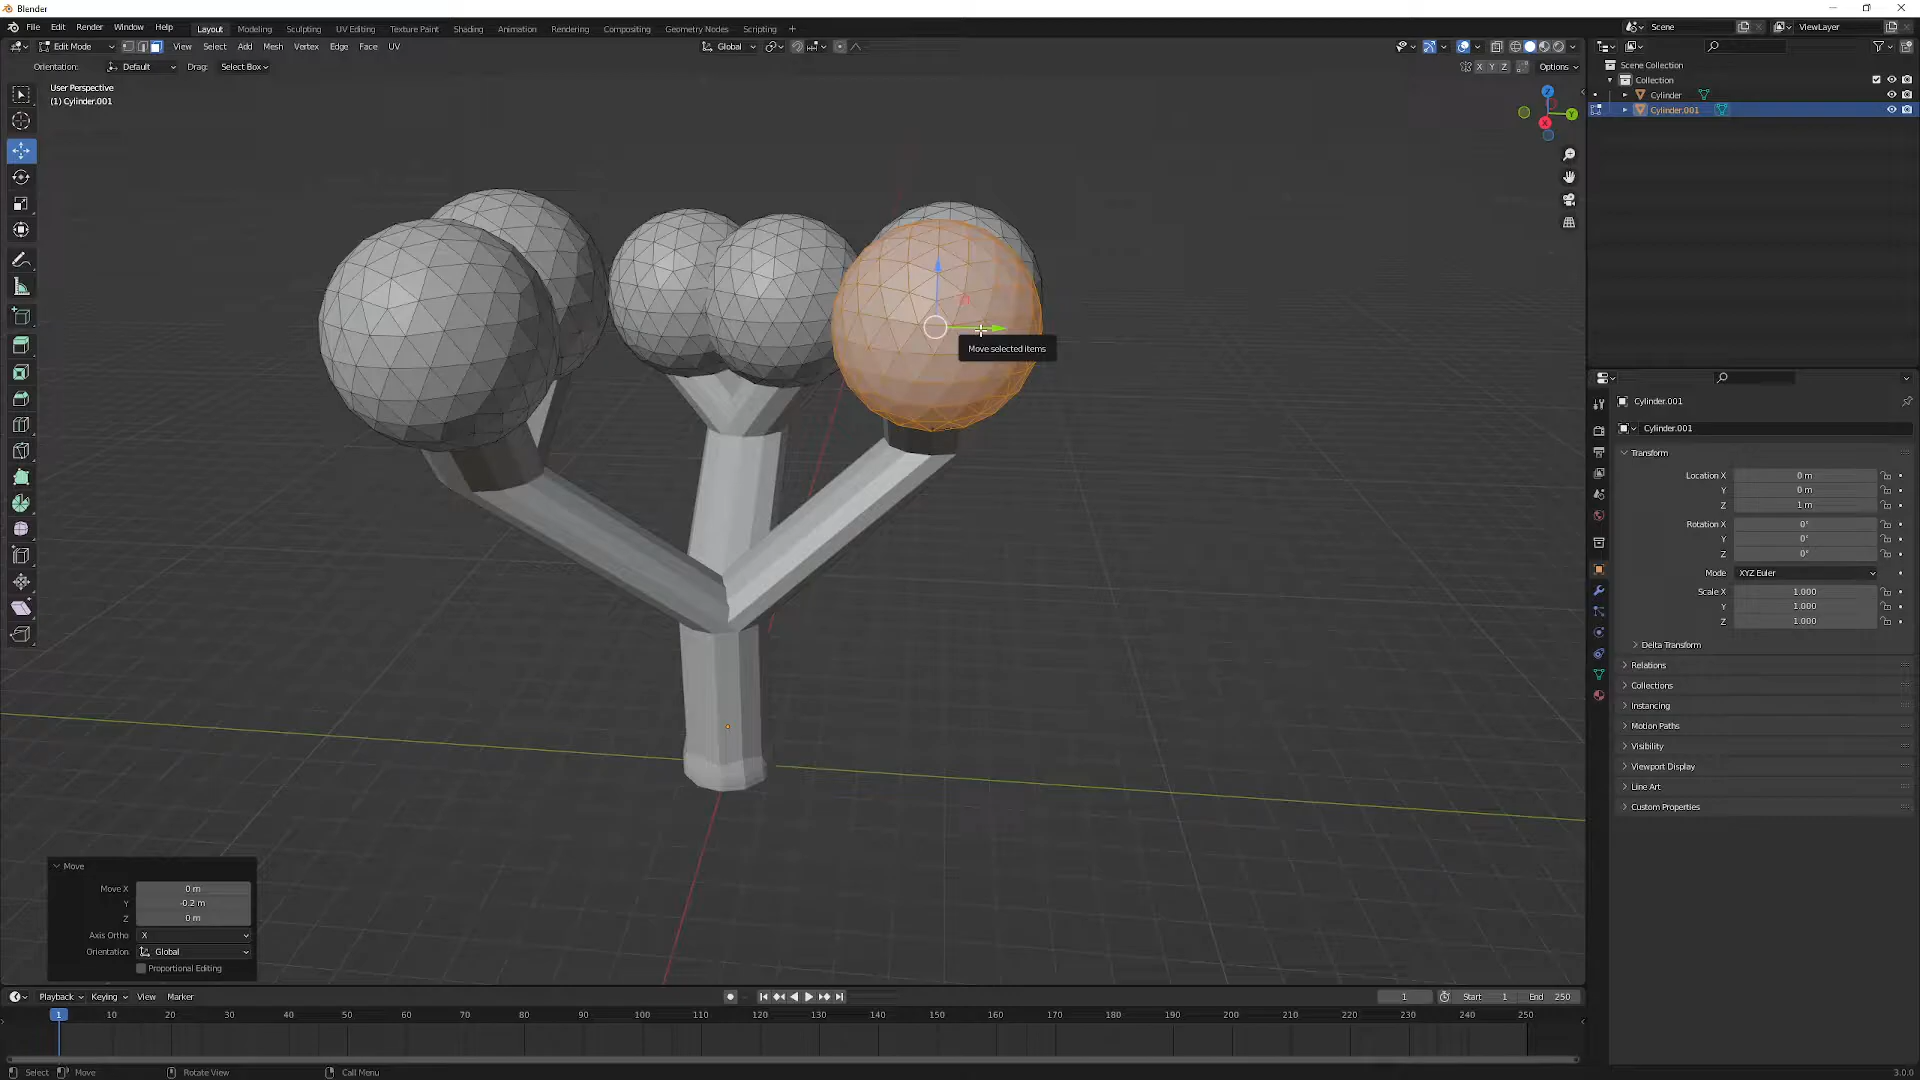 Blender
File Edit Render Window Help
Layout Modeling Sculpting UV Editing Texture Paint Shading Animation Rendering Compositing Geometry Nodes Scripting +
Scene
ViewLayer
Edit Mode View Select Add Mesh Vertex Edge Face UV
Global
Orientation: Default Drag: Select Box
X Y Z Options
User Perspective
(1) Cylinder.001
Z
Y
X
Scene Collection
Collection
Cylinder
Cylinder.001
Move selected items
Cylinder.001
Cylinder.001
Transform
Location X 0 m
Y 0 m
Z 1 m
Rotation X 0°
Y 0°
Z 0°
Mode XYZ Euler
Scale X 1.000
Y 1.000
Z 1.000
Delta Transform
Relations
Collections
Instancing
Motion Paths
Visibility
Viewport Display
Line Art
Custom Properties
Move
Move X 0 m
Y -0.2 m
Z 0 m
Axis Ortho X
Orientation Global
Proportional Editing
Playback Keying View Marker
1 Start 1 End 250
1 10 20 30 40 50 60 70 80 90 100 110 120 130 140 150 160 170 180 190 200 210 220 230 240 250
Select Move Rotate View Call Menu
3.0.0